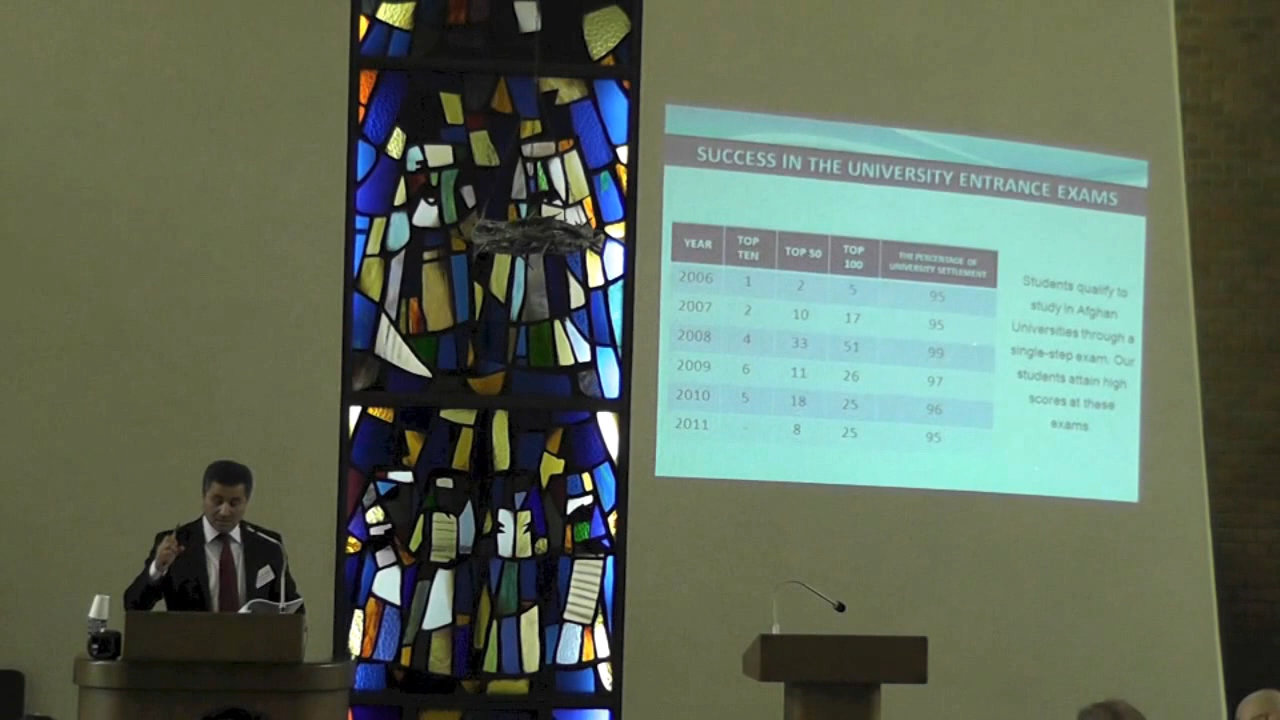 SUCCESS IN THE UNIVERSITY ENTRANCE EXAMS
YEAR TOP TEN TOP 50 TOP 100 THE PERCENTAGE OF UNIVERSITY SETTLEMENT
2006 1 2 5 95
2007 2 10 17 95
2008 4 33 51 99
2009 6 11 26 97
2010 5 18 25 96
2011 - 8 25 95
Students qualify to
study in Afghan
Universities through a
single-step exam. Our
students attain high
scores at these
exams